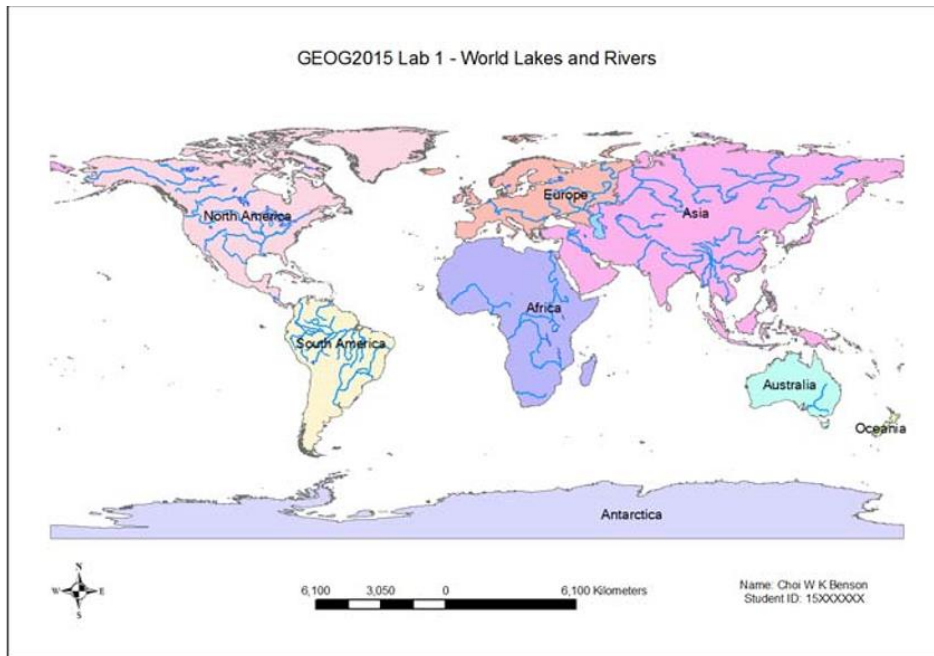 GEOG2015 Lab 1 - World Lakes and Rivers
North America
Europe
Asia
Africa
South America
Australia
Oceania
Antarctica
N
W E
S
6,100 3,050 0 6,100 Kilometers
Name: Choi W K Benson
Student ID: 15XXXXXX